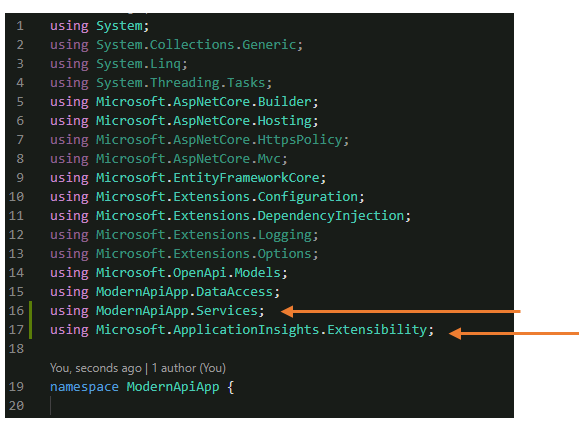 1 using System;
2 using System.Collections.Generic;
3 using System.Linq;
4 using System.Threading.Tasks;
5 using Microsoft.AspNetCore.Builder;
6 using Microsoft.AspNetCore.Hosting;
7 using Microsoft.AspNetCore.HttpsPolicy;
8 using Microsoft.AspNetCore.Mvc;
9 using Microsoft.EntityFrameworkCore;
10 using Microsoft.Extensions.Configuration;
11 using Microsoft.Extensions.DependencyInjection;
12 using Microsoft.Extensions.Logging;
13 using Microsoft.Extensions.Options;
14 using Microsoft.OpenApi.Models;
15 using ModernApiApp.DataAccess;
16 using ModernApiApp.Services;
17 using Microsoft.ApplicationInsights.Extensibility;
18
You, seconds ago | 1 author (You)
19 namespace ModernApiApp {
20